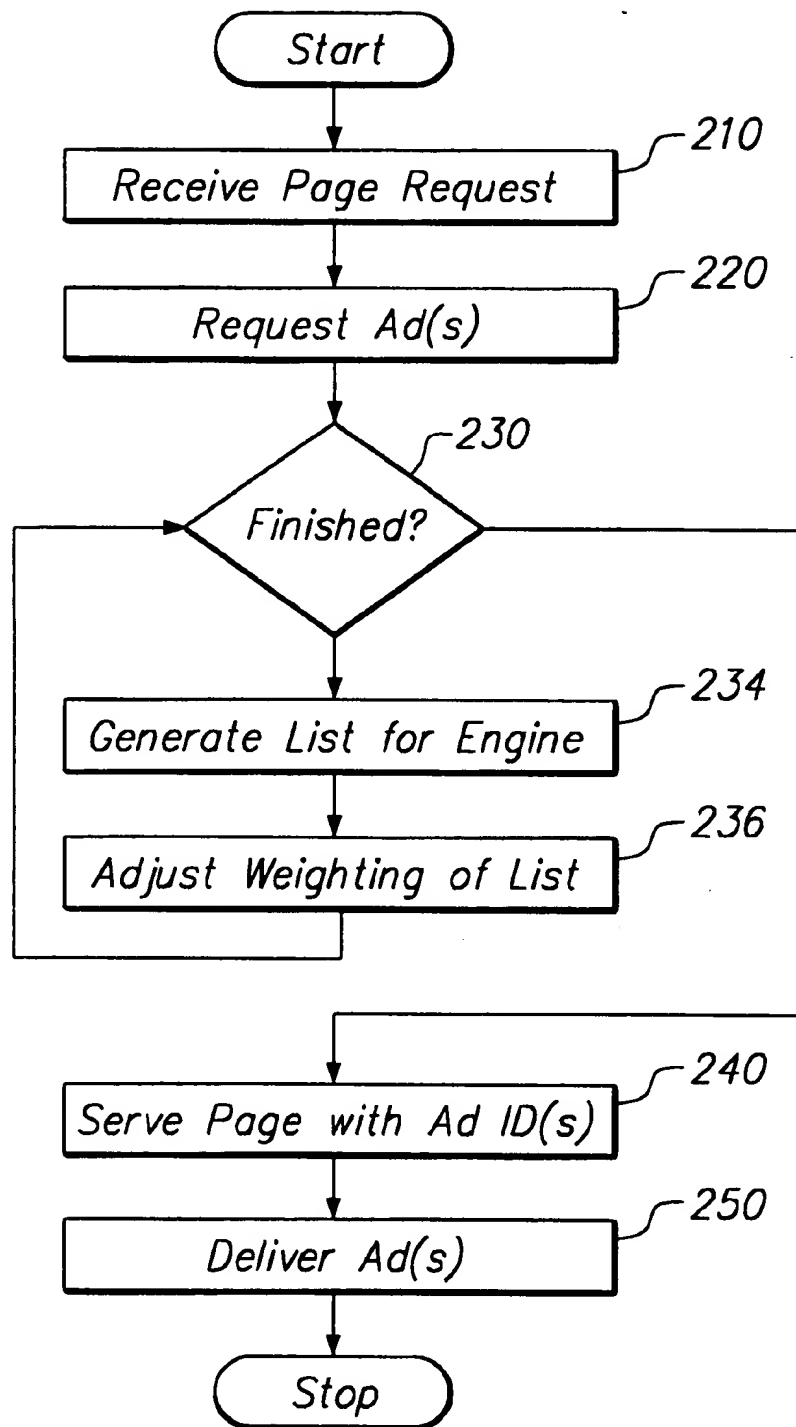 Start
210
Receive Page Request
220
Request Ad(s)
230
Finished?
234
Generate List for Engine
236
Adjust Weighting of List
240
Serve Page with Ad ID(s)
250
Deliver Ad(s)
Stop